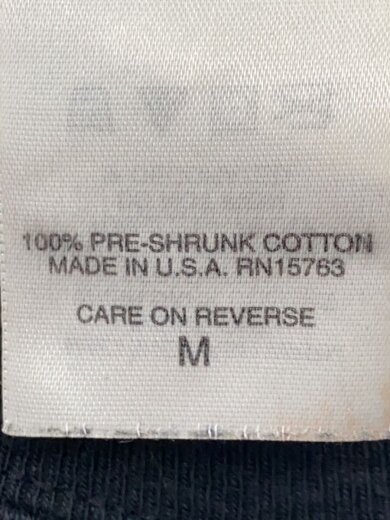 100% PRE-SHRUNK COTTON
MADE IN U.S.A. RN15763
CARE ON REVERSE
M